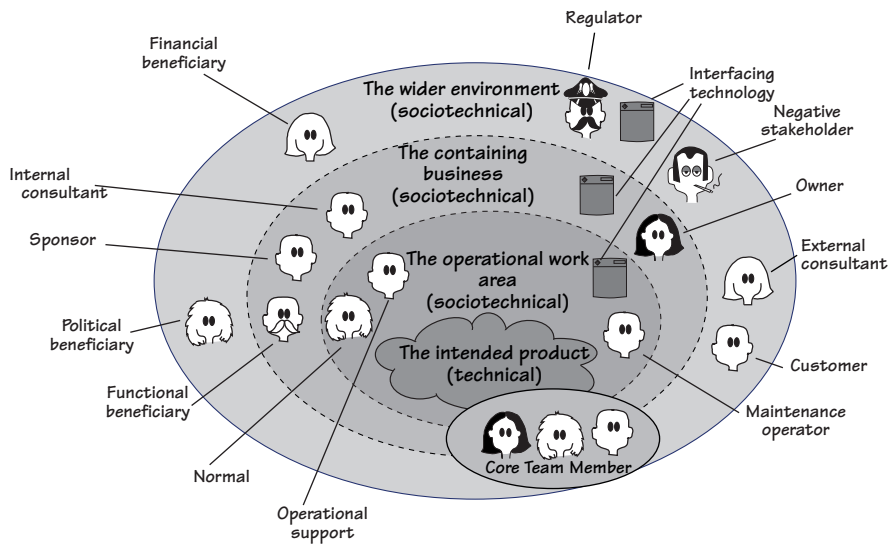 Regulator
Financial
beneficiary
Interfacing
technology
The wider environment
(sociotechnical)
Negative
stakeholder
The containing
business
(sociotechnical)
Internal
consultant
Owner
Sponsor
External
consultant
The operational work
area
(sociotechnical)
Political
beneficiary
The intended product
(technical)
Customer
Functional
beneficiary
Maintenance
operator
Normal
Core Team Member
Operational
support